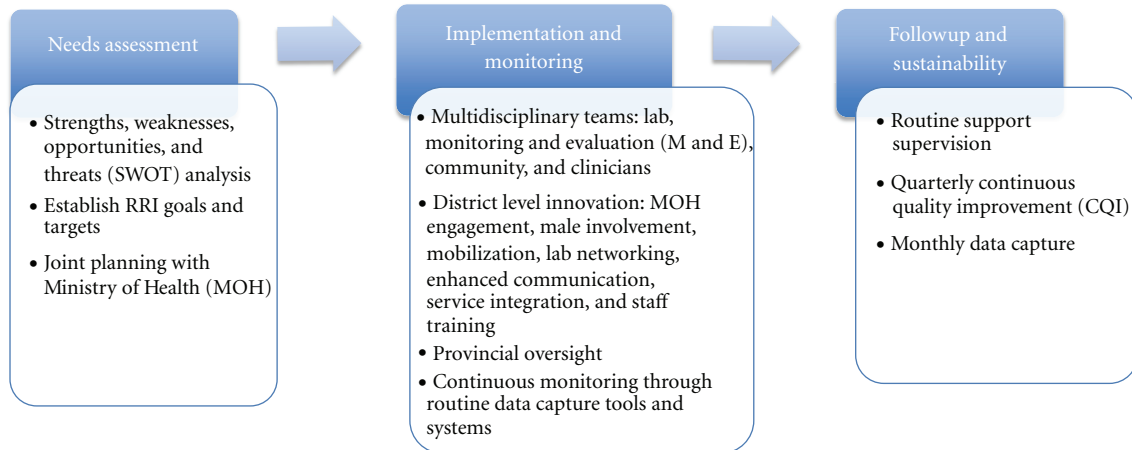 Needs assessment
• Strengths, weaknesses,
opportunities, and
threats (SWOT) analysis
• Establish RRI goals and
targets
• Joint planning with
Ministry of Health (MOH)
Implementation and
monitoring
• Multidisciplinary teams: lab,
monitoring and evaluation (M and E),
community, and clinicians
• District level innovation: MOH
engagement, male involvement,
mobilization, lab networking,
enhanced communication,
service integration, and staff
training
• Provincial oversight
• Continuous monitoring through
routine data capture tools and
systems
Followup and
sustainability
• Routine support
supervision
• Quarterly continuous
quality improvement (CQI)
• Monthly data capture